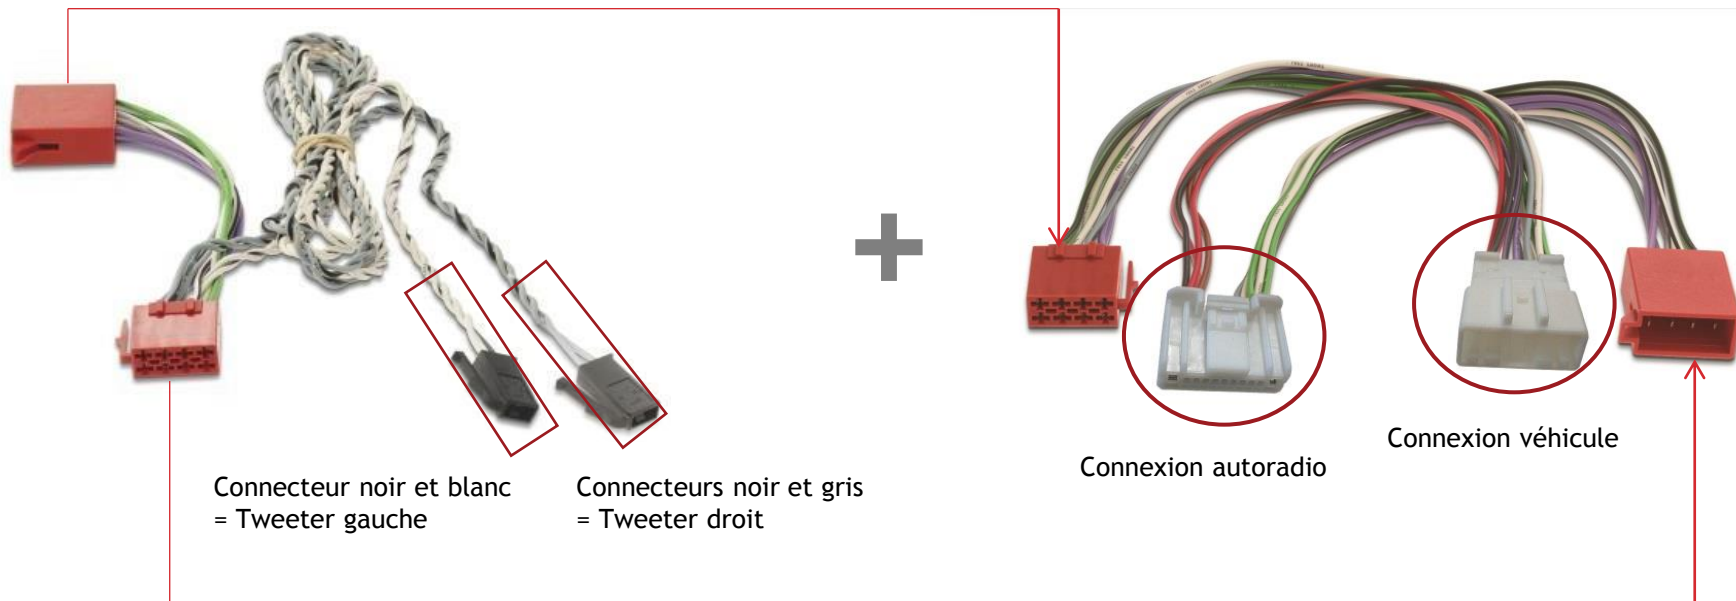 Connecteur noir et blanc
= Tweeter gauche
Connecteurs noir et gris
= Tweeter droit
Connexion autoradio
Connexion véhicule